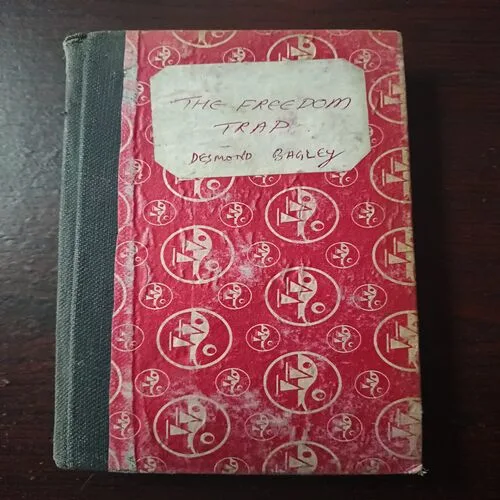 THE FREEDOM
TRAP.
DESMOND BAGLEY